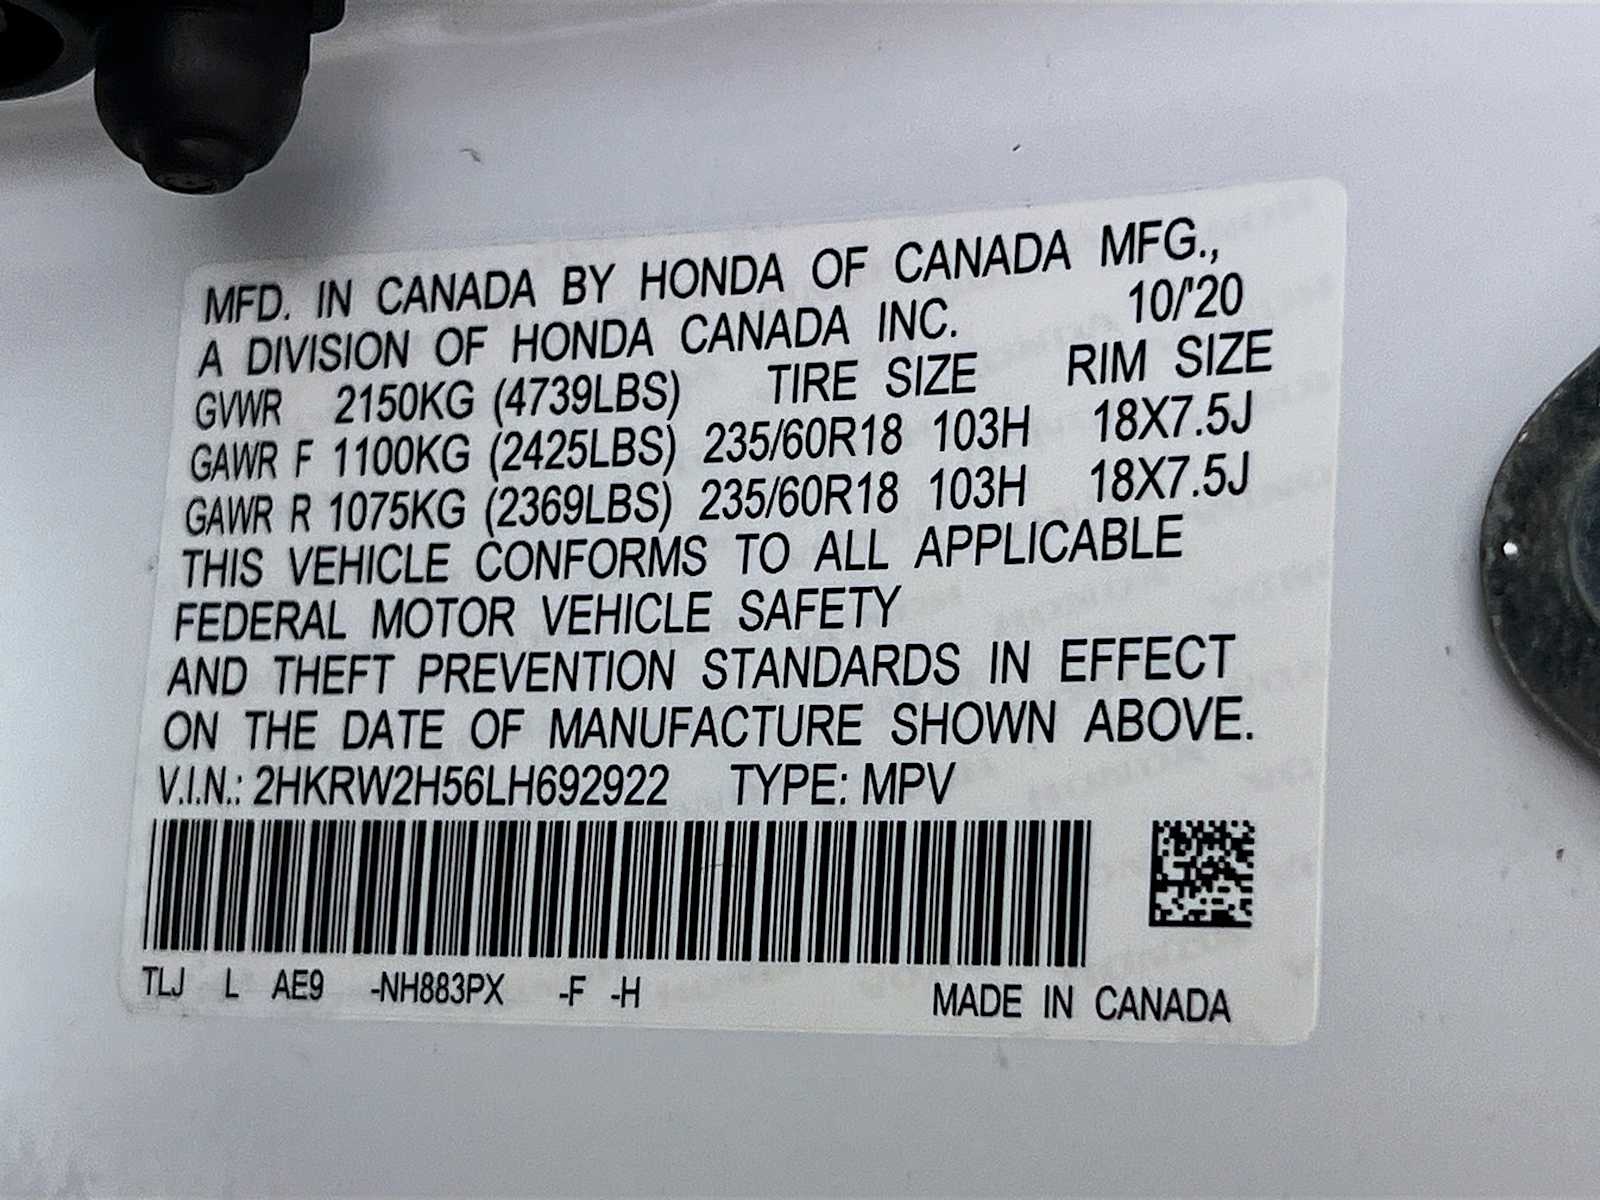 MFD. IN CANADA BY HONDA OF CANADA MFG.,
A DIVISION OF HONDA CANADA INC. 10/'20
GVWR 2150KG (4739LBS) TIRE SIZE RIM SIZE
GAWR F 1100KG (2425LBS) 235/60R18 103H 18X7.5J
GAWR R 1075KG (2369LBS) 235/60R18 103H 18X7.5J
THIS VEHICLE CONFORMS TO ALL APPLICABLE
FEDERAL MOTOR VEHICLE SAFETY
AND THEFT PREVENTION STANDARDS IN EFFECT
ON THE DATE OF MANUFACTURE SHOWN ABOVE.
V.I.N.: 2HKRW2H56LH692922 TYPE: MPV
TLJ L AE9 -NH883PX -F -H MADE IN CANADA